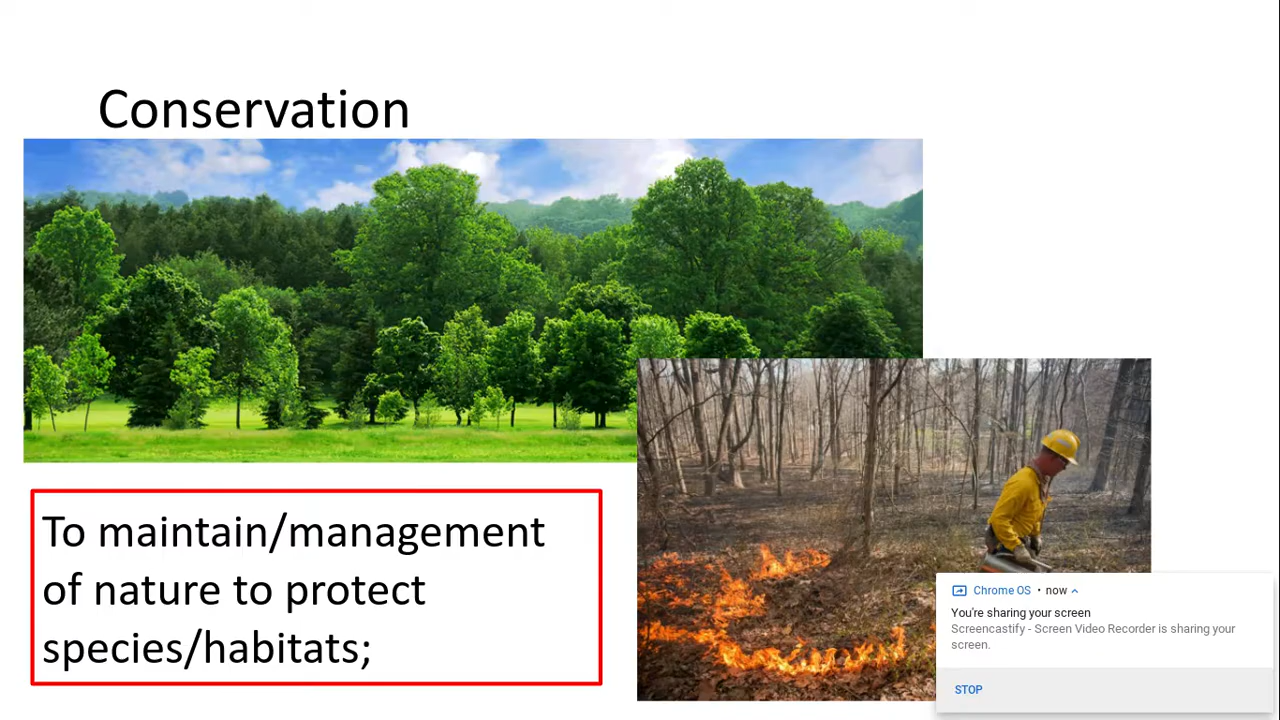 Conservation
To maintain/management
of nature to protect
species/habitats;
Chrome OS • now
You're sharing your screen
Screencastify - Screen Video Recorder is sharing your
screen.
STOP